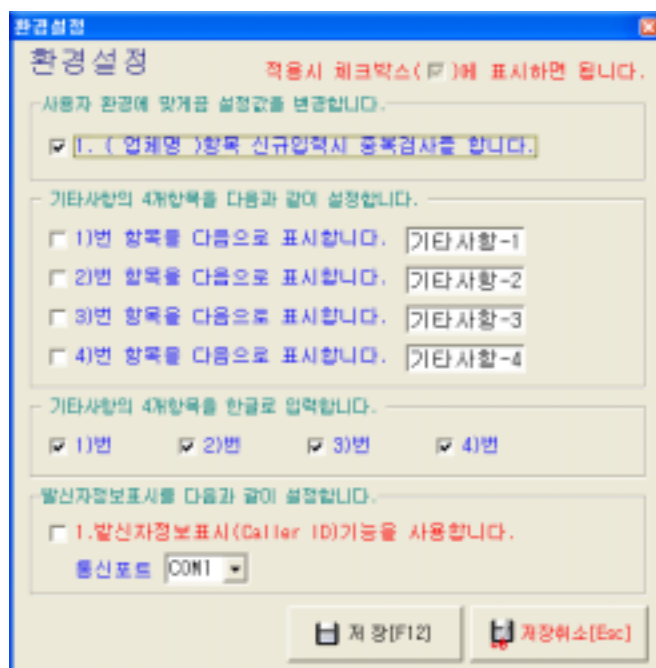 환경설정
환경설정
적용시 체크박스( )에 표시하면 됩니다.
사용자 환경에 맞게끔 설정값을 변경합니다.
1. ( 업체명 )항목 신규입력시 중복검사를 합니다.
기타사항의 4개항목을 다음과 같이 설정합니다.
1)번 항목을 다음으로 표시합니다. 기타사항-1
2)번 항목을 다음으로 표시합니다. 기타사항-2
3)번 항목을 다음으로 표시합니다. 기타사항-3
4)번 항목을 다음으로 표시합니다. 기타사항-4
기타사항의 4개항목을 한글로 입력합니다.
1)번 2)번 3)번 4)번
발신자정보표시를 다음과 같이 설정합니다.
1.발신자정보표시(Caller ID)기능을 사용합니다.
통신포트 COM1
저 장[F12] 저장취소[Esc]